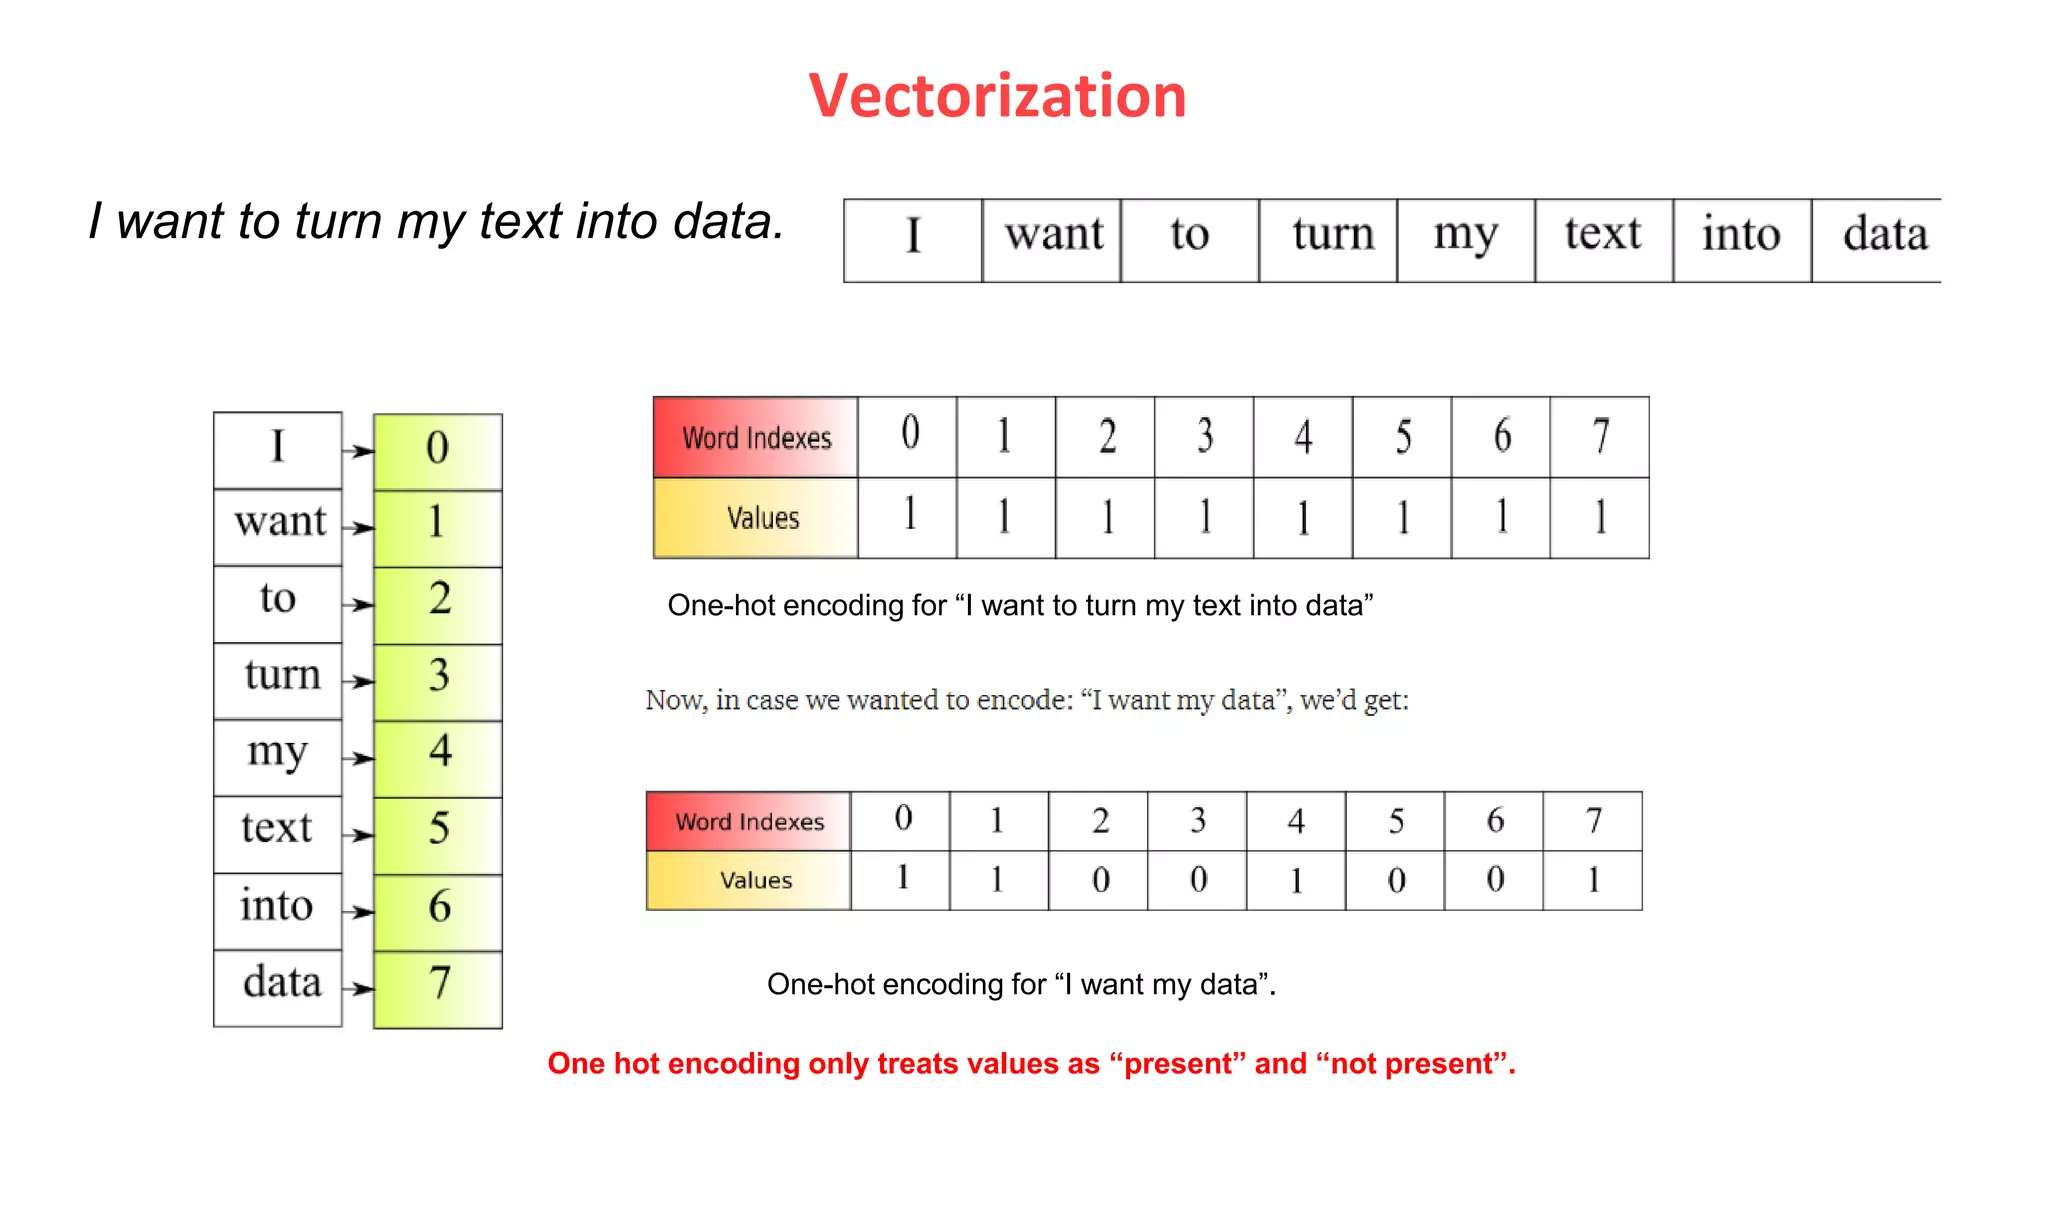 Vectorization
I want to turn my text into data.
I want to turn my text into data
I 0
want 1
to 2
turn 3
my 4
text 5
into 6
data 7
Word Indexes 0 1 2 3 4 5 6 7
Values 1 1 1 1 1 1 1 1
One-hot encoding for “I want to turn my text into data”
Now, in case we wanted to encode: “I want my data”, we’d get:
Word Indexes 0 1 2 3 4 5 6 7
Values 1 1 0 0 1 0 0 1
One-hot encoding for “I want my data”.
One hot encoding only treats values as “present” and “not present”.